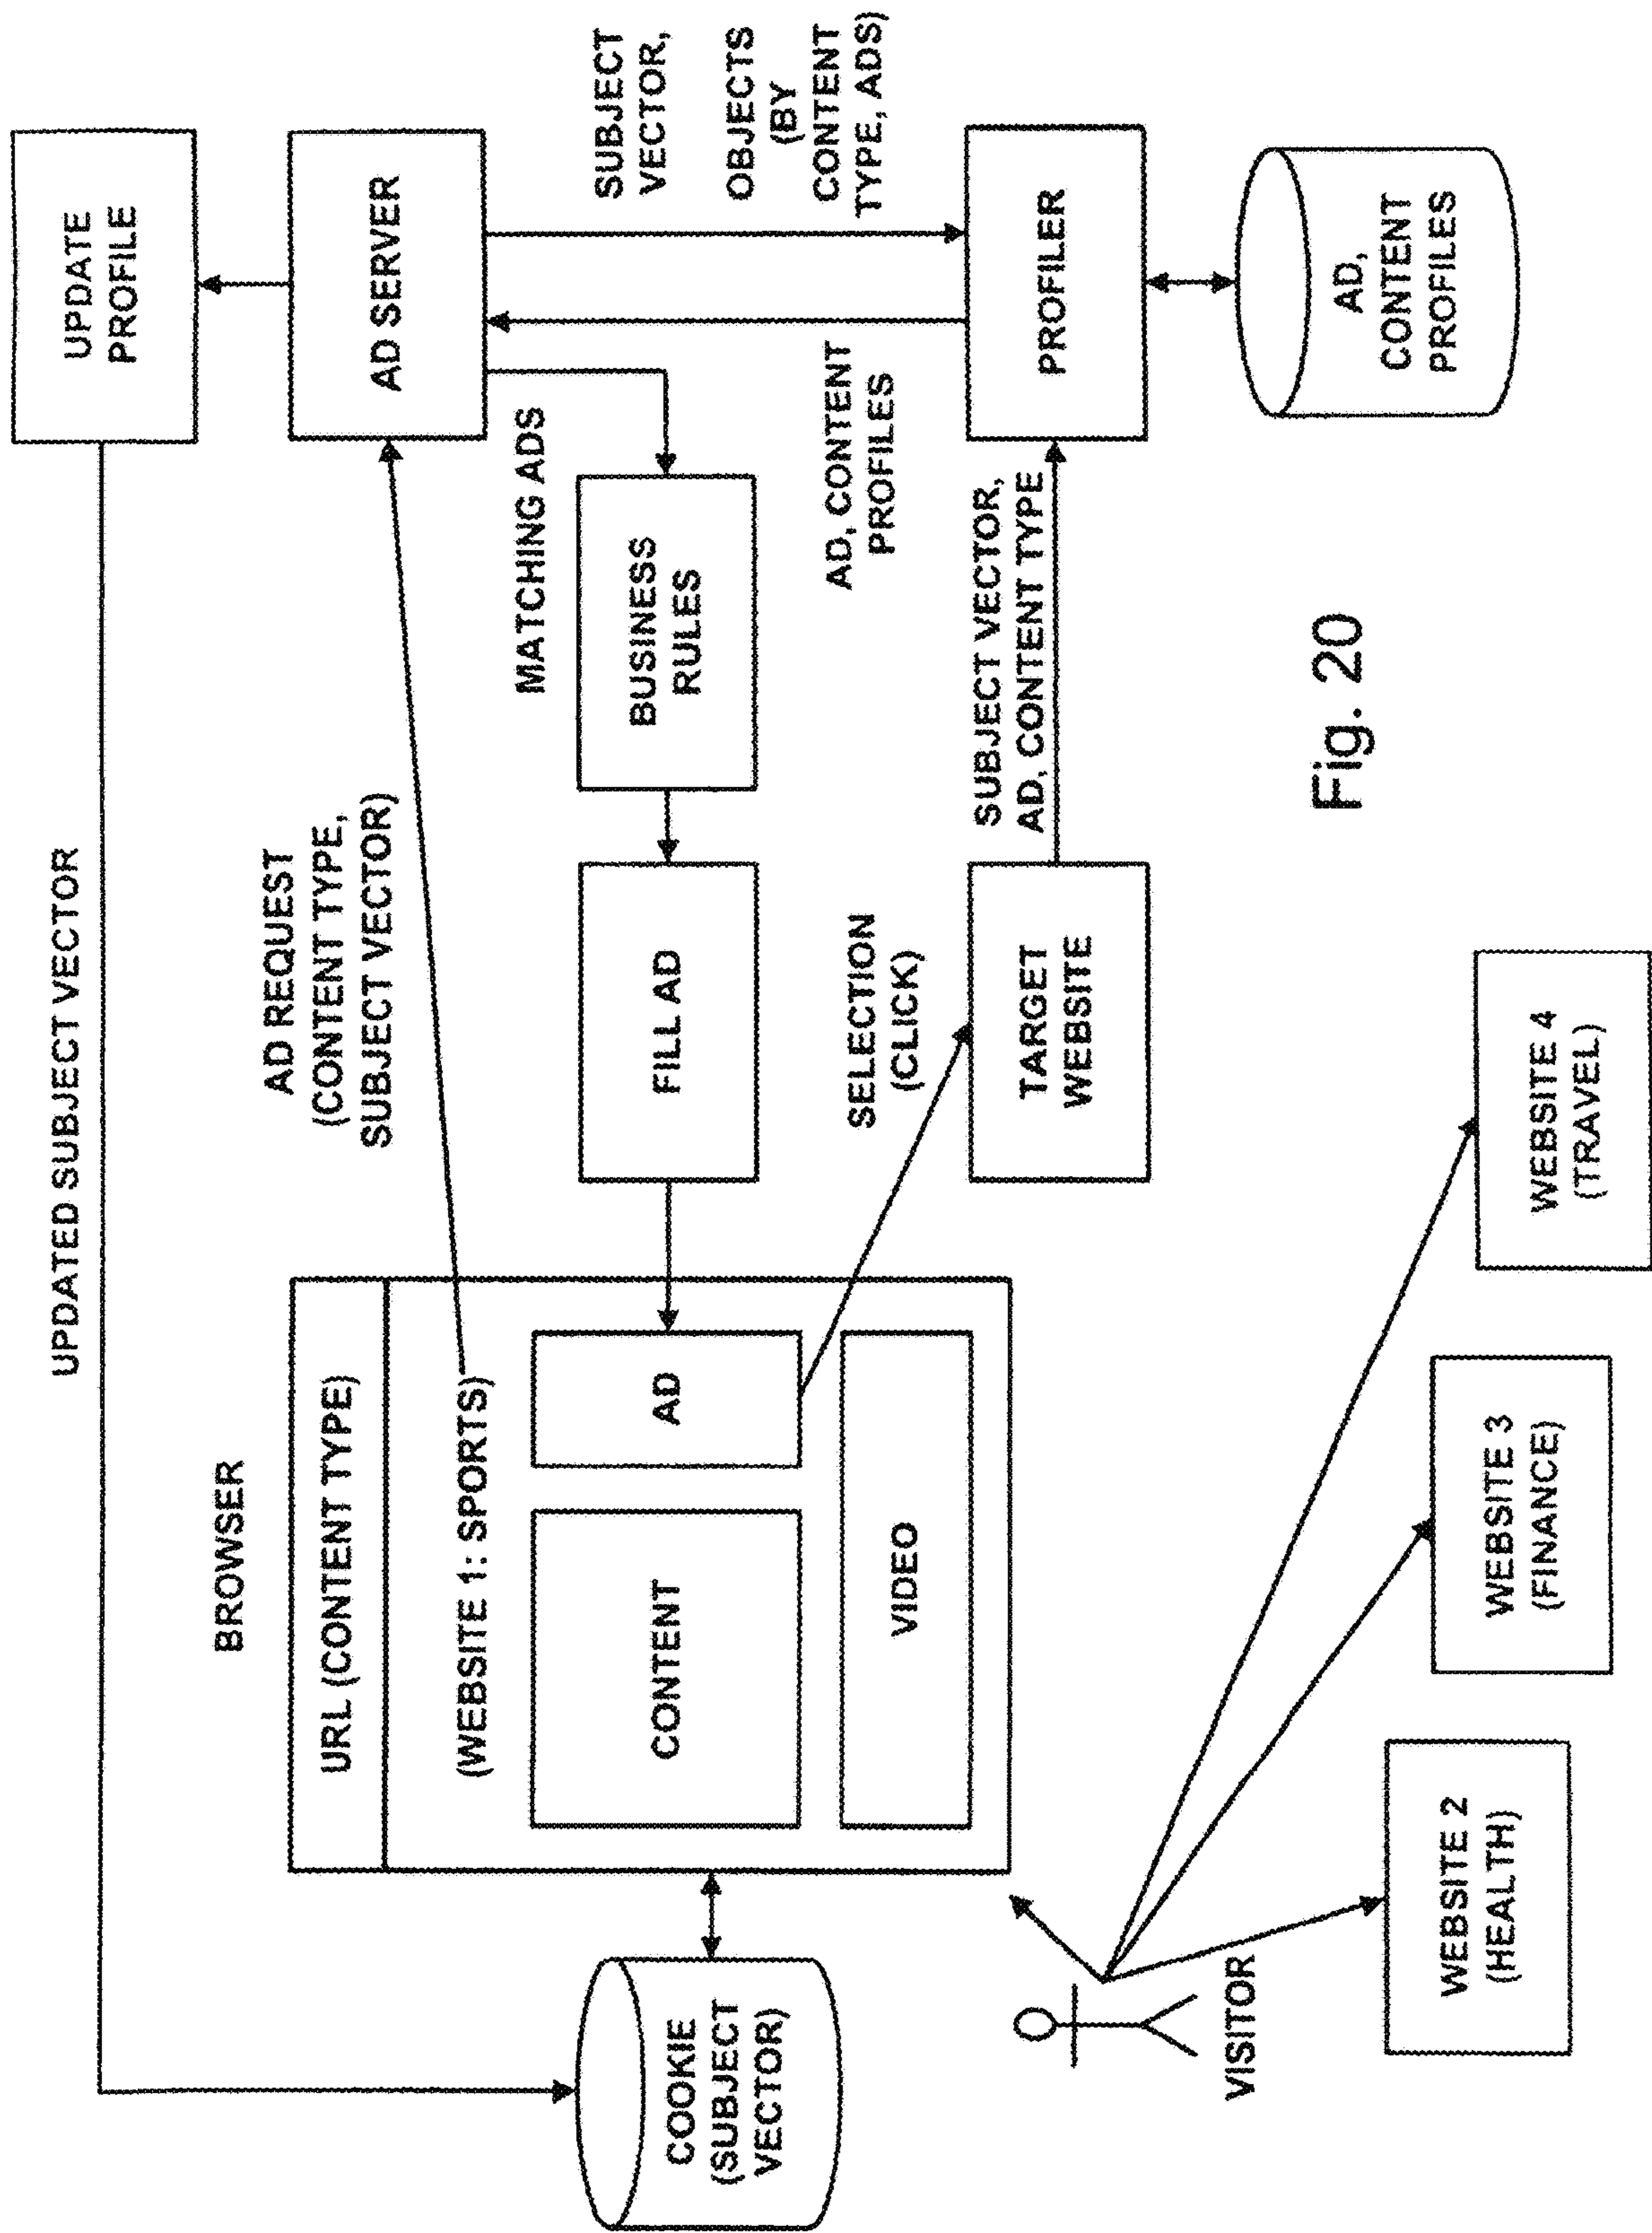 UPDATED SUBJECT VECTOR
UPDATE
PROFILE
BROWSER
AD REQUEST
(CONTENT TYPE,
SUBJECT VECTOR)
URL (CONTENT TYPE)
(WEBSITE 1: SPORTS)
CONTENT
AD
VIDEO
AD SERVER
MATCHING ADS
COOKIE
(SUBJECT
VECTOR)
FILL AD
BUSINESS
RULES
SUBJECT
VECTOR,
OBJECTS
(BY
CONTENT
TYPE, ADS)
AD, CONTENT
PROFILES
SELECTION
(CLICK)
TARGET
WEBSITE
SUBJECT VECTOR,
AD, CONTENT TYPE
PROFILER
AD,
CONTENT
PROFILES
VISITOR
WEBSITE 2
(HEALTH)
WEBSITE 3
(FINANCE)
WEBSITE 4
(TRAVEL)
Fig. 20